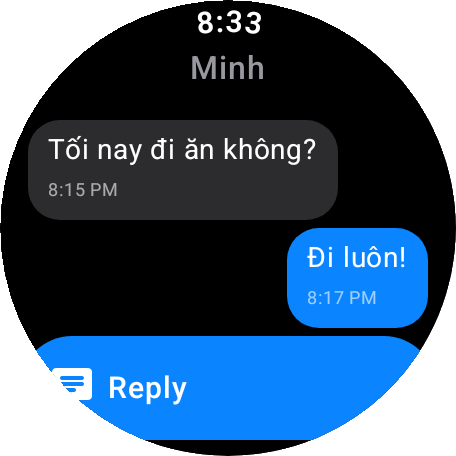 8:33
Minh
Tối nay đi ăn không?
8:15 PM
Đi luôn!
8:17 PM
Reply